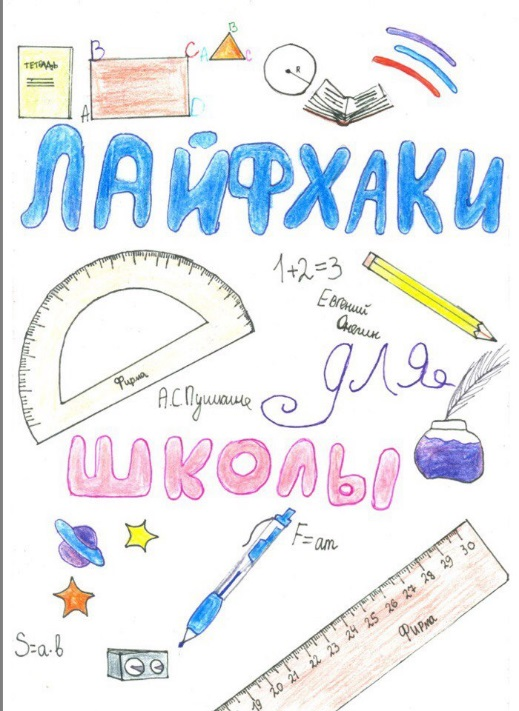 ТЕТРАДЬ
B C
A D
B
A C
R
ЛАЙФХАКИ
1+2=3
Евгений
Онегин
Фирма
А.С.Пушкин
для
ШКОЛЫ
F=am
S=a·b
19 20 21 22 23 24 25 26 27 28 29 30
Фирма